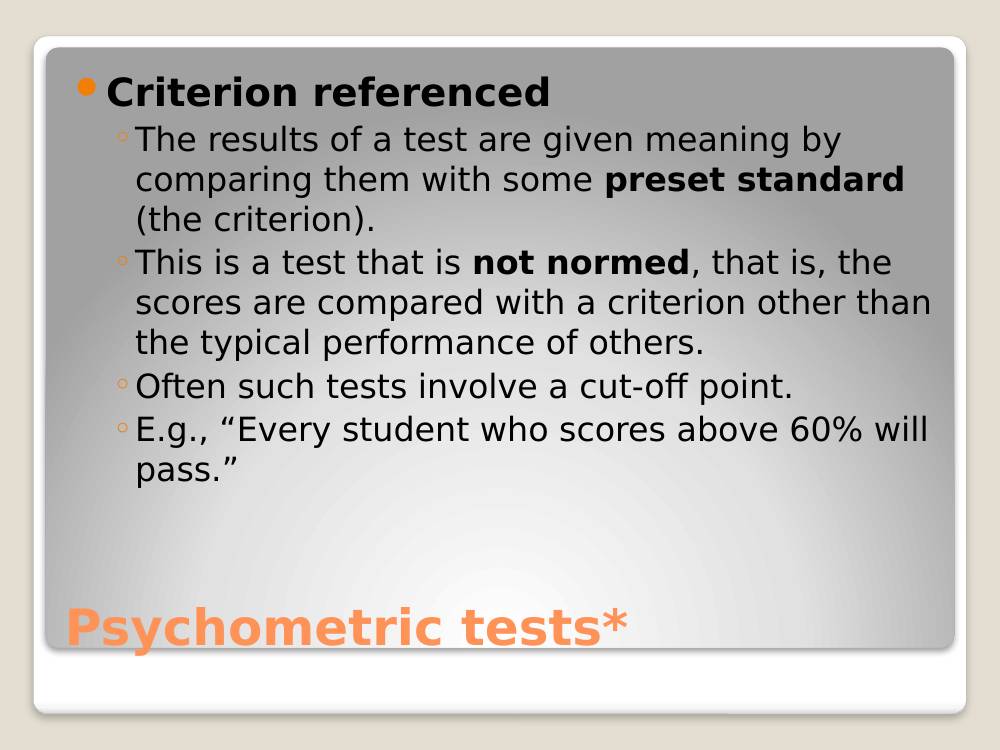 Criterion referenced
The results of a test are given meaning by
comparing them with some preset standard
(the criterion).
This is a test that is not normed, that is, the
scores are compared with a criterion other than
the typical performance of others.
Often such tests involve a cut-off point.
E.g., “Every student who scores above 60% will
pass.”
Psychometric tests*